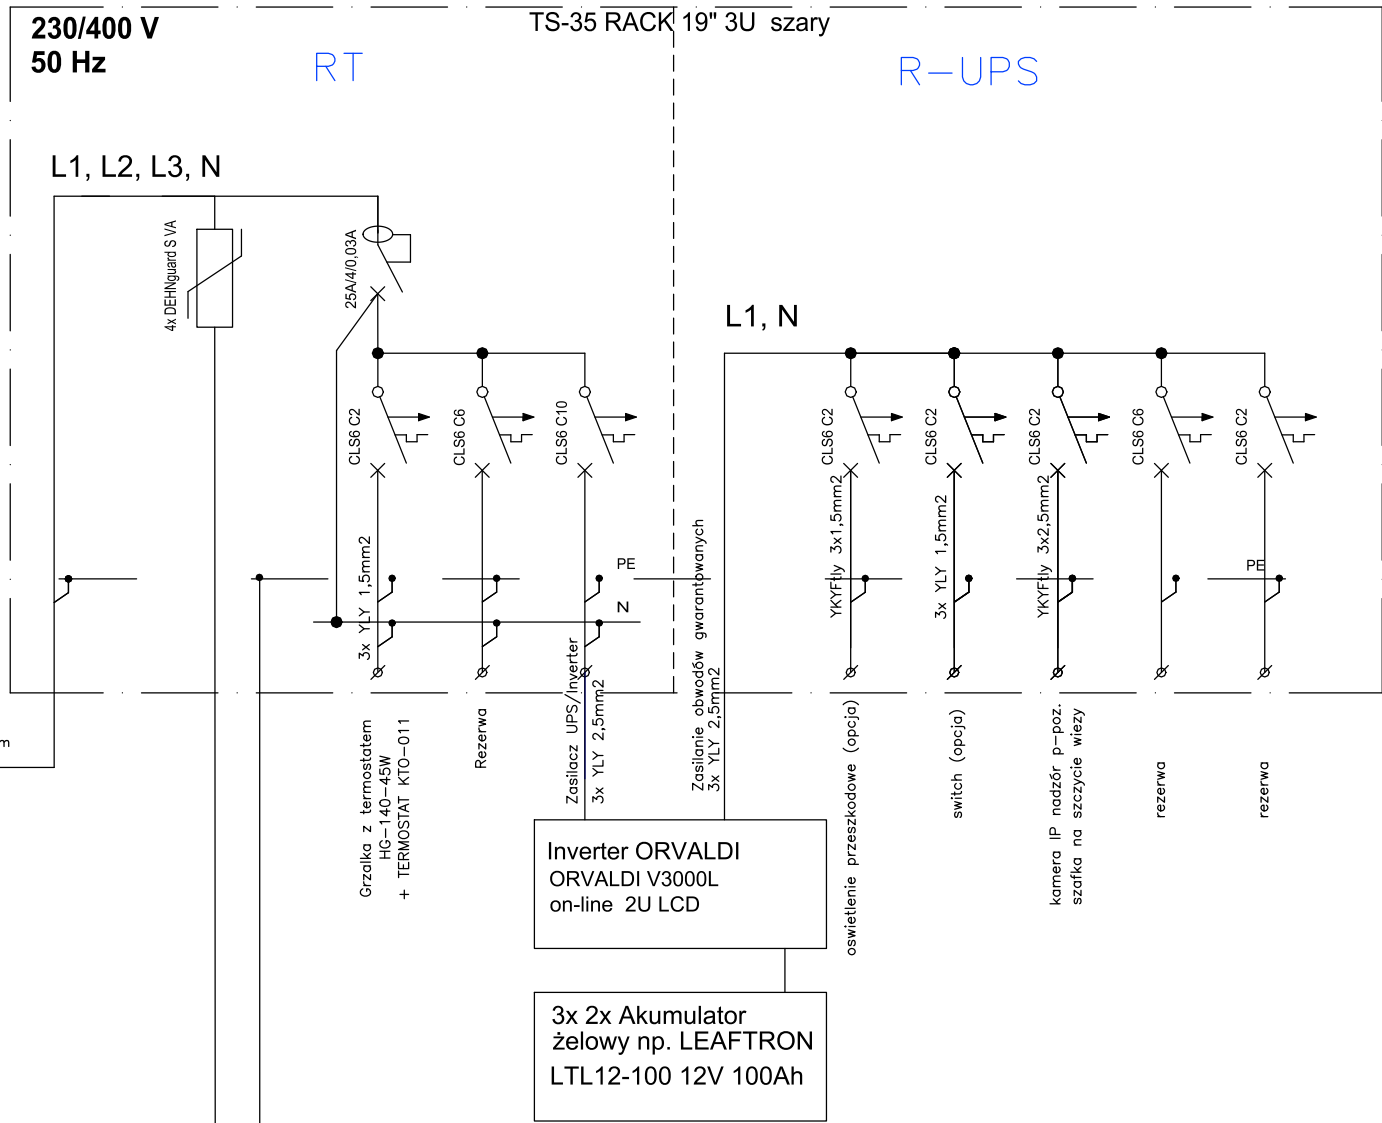 230/400 V
50 Hz
TS-35 RACK 19" 3U szary
RT
R-UPS
L1, L2, L3, N
4x DEHNguard S VA
25A/4/0,03A
L1, N
CLS6 C2
CLS6 C6
CLS6 C10
CLS6 C2
CLS6 C2
CLS6 C2
CLS6 C6
CLS6 C2
3x YLY 1,5mm2
PE
N
YKYFtly 3x1,5mm2
3x YLY 1,5mm2
YKYFtly 3x2,5mm2
PE
m
Grzalka z termostatem
HG-140-45W
+ TERMOSTAT KTO-011
Rezerwa
Zasilacz UPS/Inverter
3x YLY 2,5mm2
Zasilanie obwodów gwarantowanych
3x YLY 2,5mm2
oswietlenie przeszkodowe (opcja)
switch (opcja)
kamera IP nadzór p-poz.
szafka na szczycie wiezy
rezerwa
rezerwa
Inverter ORVALDI
ORVALDI V3000L
on-line 2U LCD
3x 2x Akumulator
żelowy np. LEAFTRON
LTL12-100 12V 100Ah